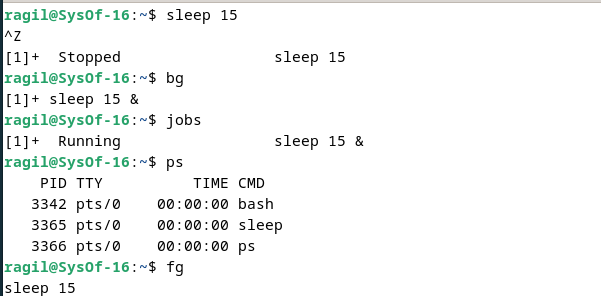 ragil@SysOf-16:~$ sleep 15
^Z
[1]+  Stopped                 sleep 15
ragil@SysOf-16:~$ bg
[1]+ sleep 15 &
ragil@SysOf-16:~$ jobs
[1]+  Running                 sleep 15 &
ragil@SysOf-16:~$ ps
    PID TTY          TIME CMD
   3342 pts/0    00:00:00 bash
   3365 pts/0    00:00:00 sleep
   3366 pts/0    00:00:00 ps
ragil@SysOf-16:~$ fg
sleep 15